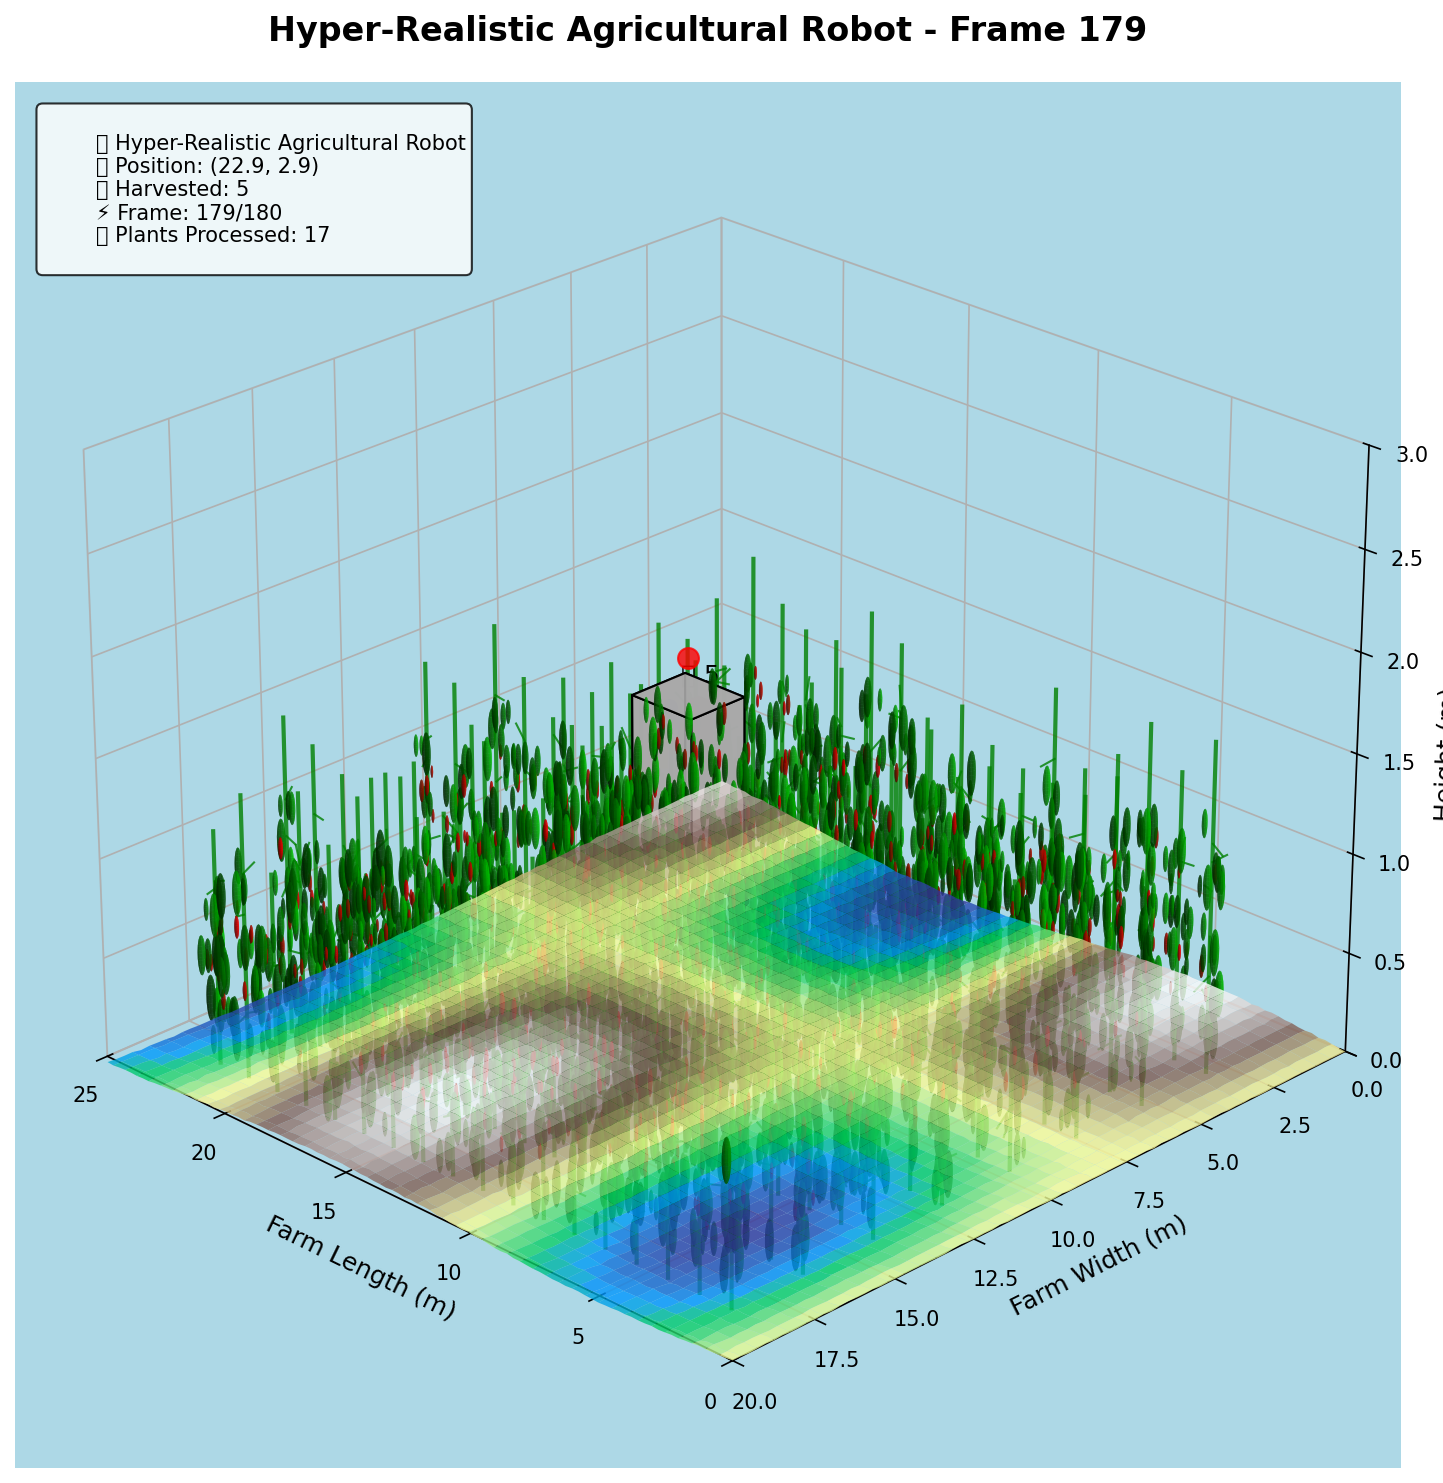 Hyper-Realistic Agricultural Robot - Frame 179
Hyper-Realistic Agricultural Robot
Position: (22.9, 2.9)
Harvested: 5
⚡ Frame: 179/180
Plants Processed: 17
3.0
2.5
2.0
1.5
1.0
0.5
0.0
0.0
2.5
5.0
7.5
10.0
12.5
15.0
17.5
20.0
Farm Width (m)
25
20
15
10
5
0
Farm Length (m)